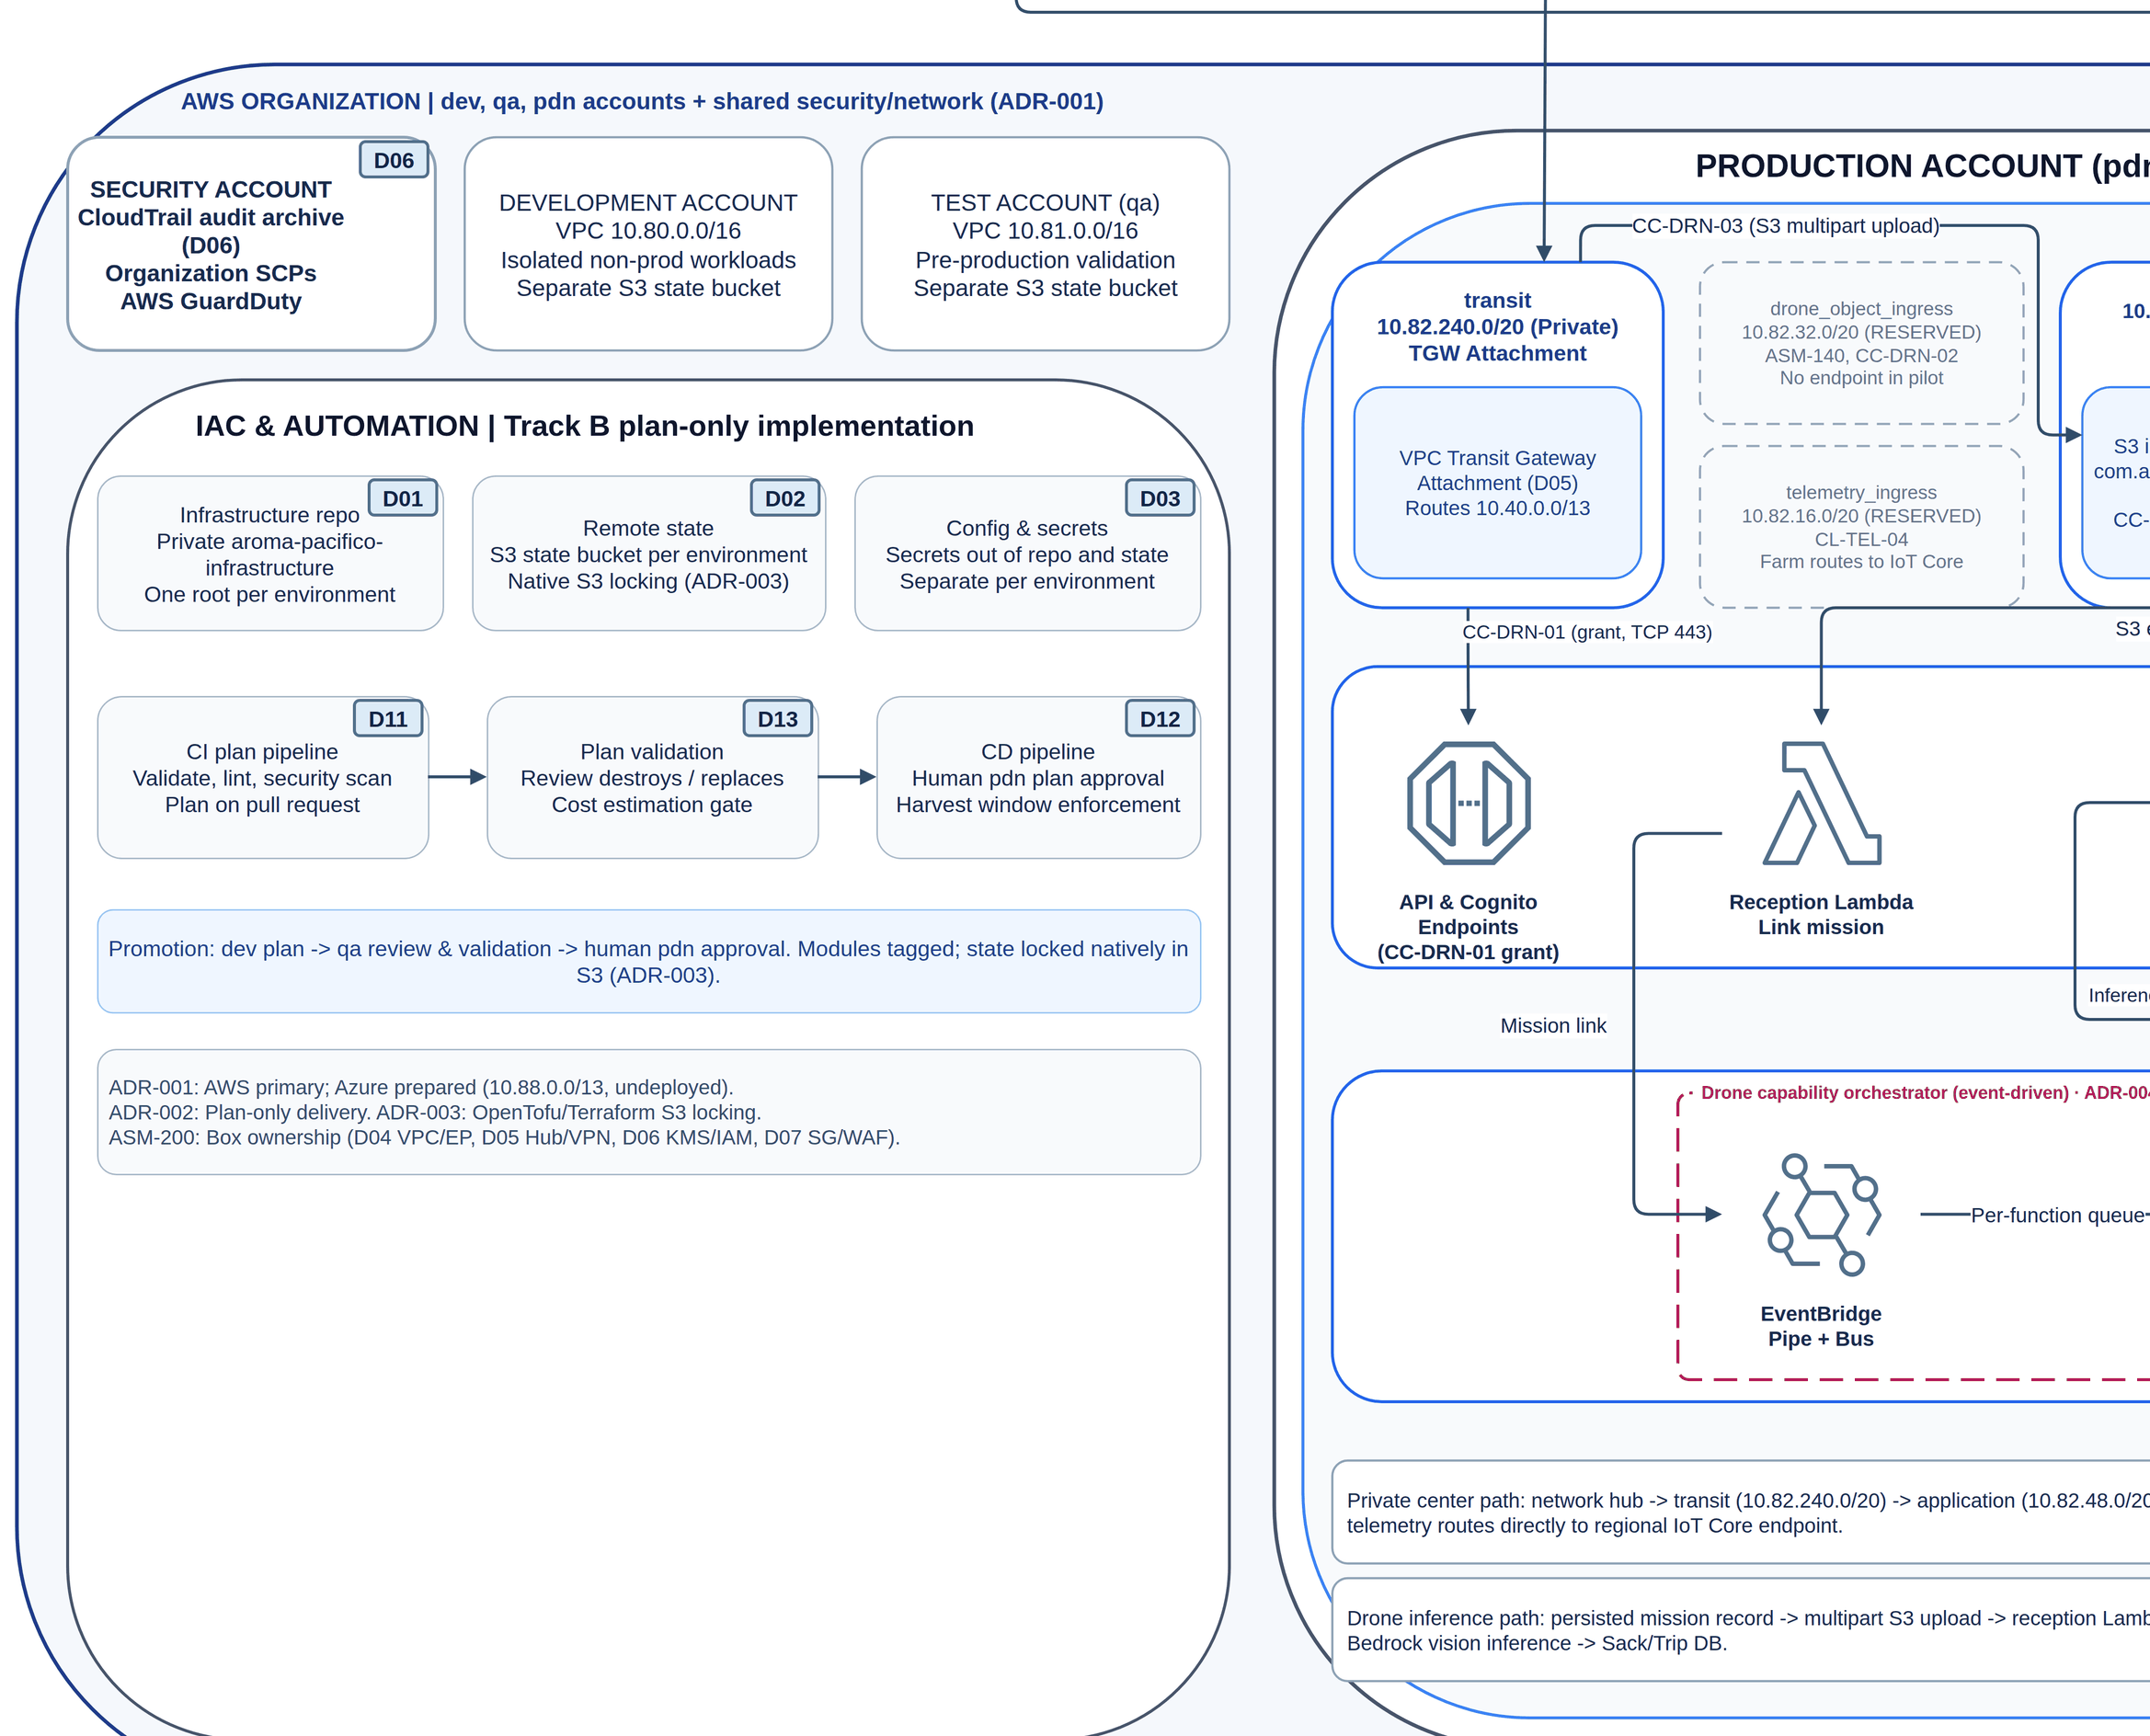 AWS ORGANIZATION | dev, qa, pdn accounts + shared security/network (ADR-001)
D06
SECURITY ACCOUNT
CloudTrail audit archive
(D06)
Organization SCPs
AWS GuardDuty
DEVELOPMENT ACCOUNT
VPC 10.80.0.0/16
Isolated non-prod workloads
Separate S3 state bucket
TEST ACCOUNT (qa)
VPC 10.81.0.0/16
Pre-production validation
Separate S3 state bucket
IAC & AUTOMATION | Track B plan-only implementation
D01
Infrastructure repo
Private aroma-pacifico-
infrastructure
One root per environment
D02
Remote state
S3 state bucket per environment
Native S3 locking (ADR-003)
D03
Config & secrets
Secrets out of repo and state
Separate per environment
D11
CI plan pipeline
Validate, lint, security scan
Plan on pull request
D13
Plan validation
Review destroys / replaces
Cost estimation gate
D12
CD pipeline
Human pdn plan approval
Harvest window enforcement
Promotion: dev plan -> qa review & validation -> human pdn approval. Modules tagged; state locked natively in
S3 (ADR-003).
ADR-001: AWS primary; Azure prepared (10.88.0.0/13, undeployed).
ADR-002: Plan-only delivery. ADR-003: OpenTofu/Terraform S3 locking.
ASM-200: Box ownership (D04 VPC/EP, D05 Hub/VPN, D06 KMS/IAM, D07 SG/WAF).
PRODUCTION ACCOUNT (pdn
CC-DRN-03 (S3 multipart upload)
transit
10.82.240.0/20 (Private)
TGW Attachment
VPC Transit Gateway
Attachment (D05)
Routes 10.40.0.0/13
drone_object_ingress
10.82.32.0/20 (RESERVED)
ASM-140, CC-DRN-02
No endpoint in pilot
telemetry_ingress
10.82.16.0/20 (RESERVED)
CL-TEL-04
Farm routes to IoT Core
10.
S3 i
com.a
CC-
CC-DRN-01 (grant, TCP 443)
S3 e
API & Cognito
Endpoints
(CC-DRN-01 grant)
Reception Lambda
Link mission
Inference
Mission link
Drone capability orchestrator (event-driven) · ADR-004
EventBridge
Pipe + Bus
Per-function queue
Private center path: network hub -> transit (10.82.240.0/20) -> application (10.82.48.0/20
telemetry routes directly to regional IoT Core endpoint.
Drone inference path: persisted mission record -> multipart S3 upload -> reception Lamb
Bedrock vision inference -> Sack/Trip DB.